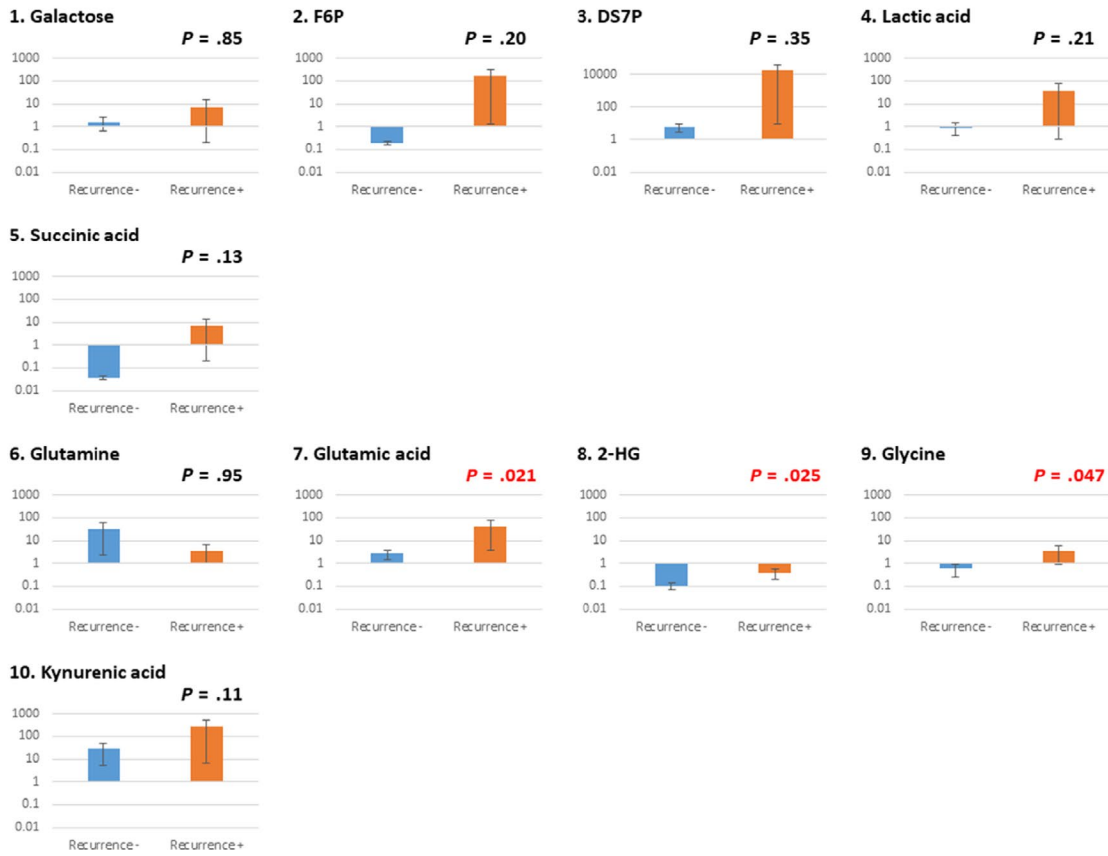 1. Galactose
P = .85
1000
100
10
1
0.1
0.01
Recurrence - Recurrence +
2. F6P
P = .20
1000
100
10
1
0.1
0.01
Recurrence - Recurrence +
3. DS7P
P = .35
10000
100
1
0.01
Recurrence - Recurrence +
4. Lactic acid
P = .21
1000
100
10
1
0.1
0.01
Recurrence - Recurrence +
5. Succinic acid
P = .13
1000
100
10
1
0.1
0.01
Recurrence - Recurrence +
6. Glutamine
P = .95
1000
100
10
1
0.1
0.01
Recurrence - Recurrence +
7. Glutamic acid
P = .021
1000
100
10
1
0.1
0.01
Recurrence - Recurrence +
8. 2-HG
P = .025
1000
100
10
1
0.1
0.01
Recurrence - Recurrence +
9. Glycine
P = .047
1000
100
10
1
0.1
0.01
Recurrence - Recurrence +
10. Kynurenic acid
P = .11
1000
100
10
1
0.1
0.01
Recurrence - Recurrence +